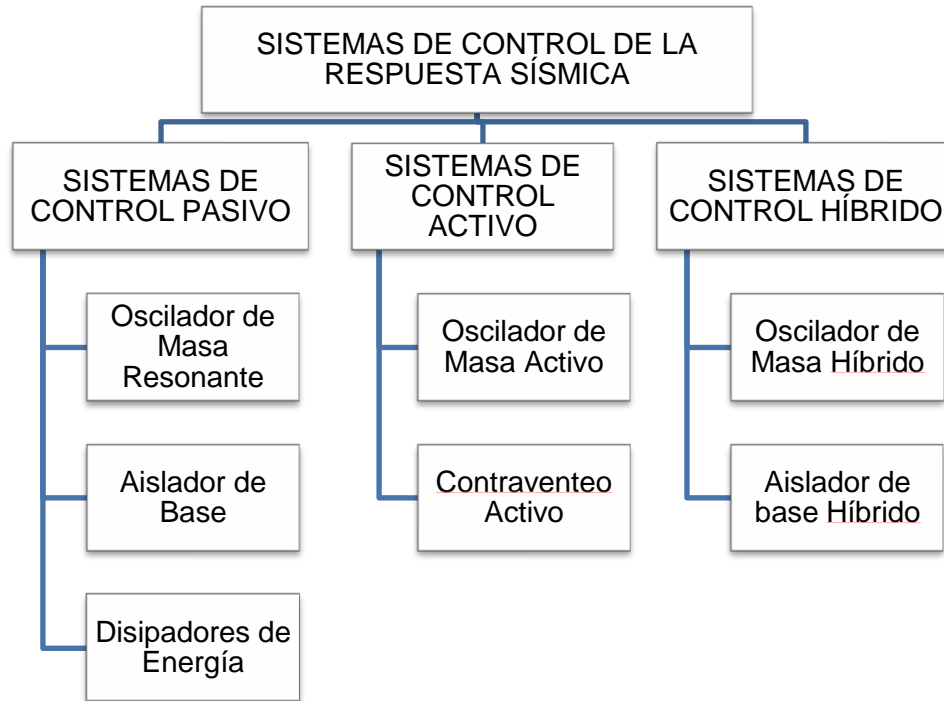 SISTEMAS DE CONTROL DE LA
RESPUESTA SÍSMICA
SISTEMAS DE
CONTROL PASIVO
Oscilador de
Masa
Resonante
Aislador de
Base
Disipadores de
Energía
SISTEMAS DE
CONTROL
ACTIVO
Oscilador de
Masa Activo
Contraventeo
Activo
SISTEMAS DE
CONTROL HÍBRIDO
Oscilador de
Masa Híbrido
Aislador de
base Híbrido